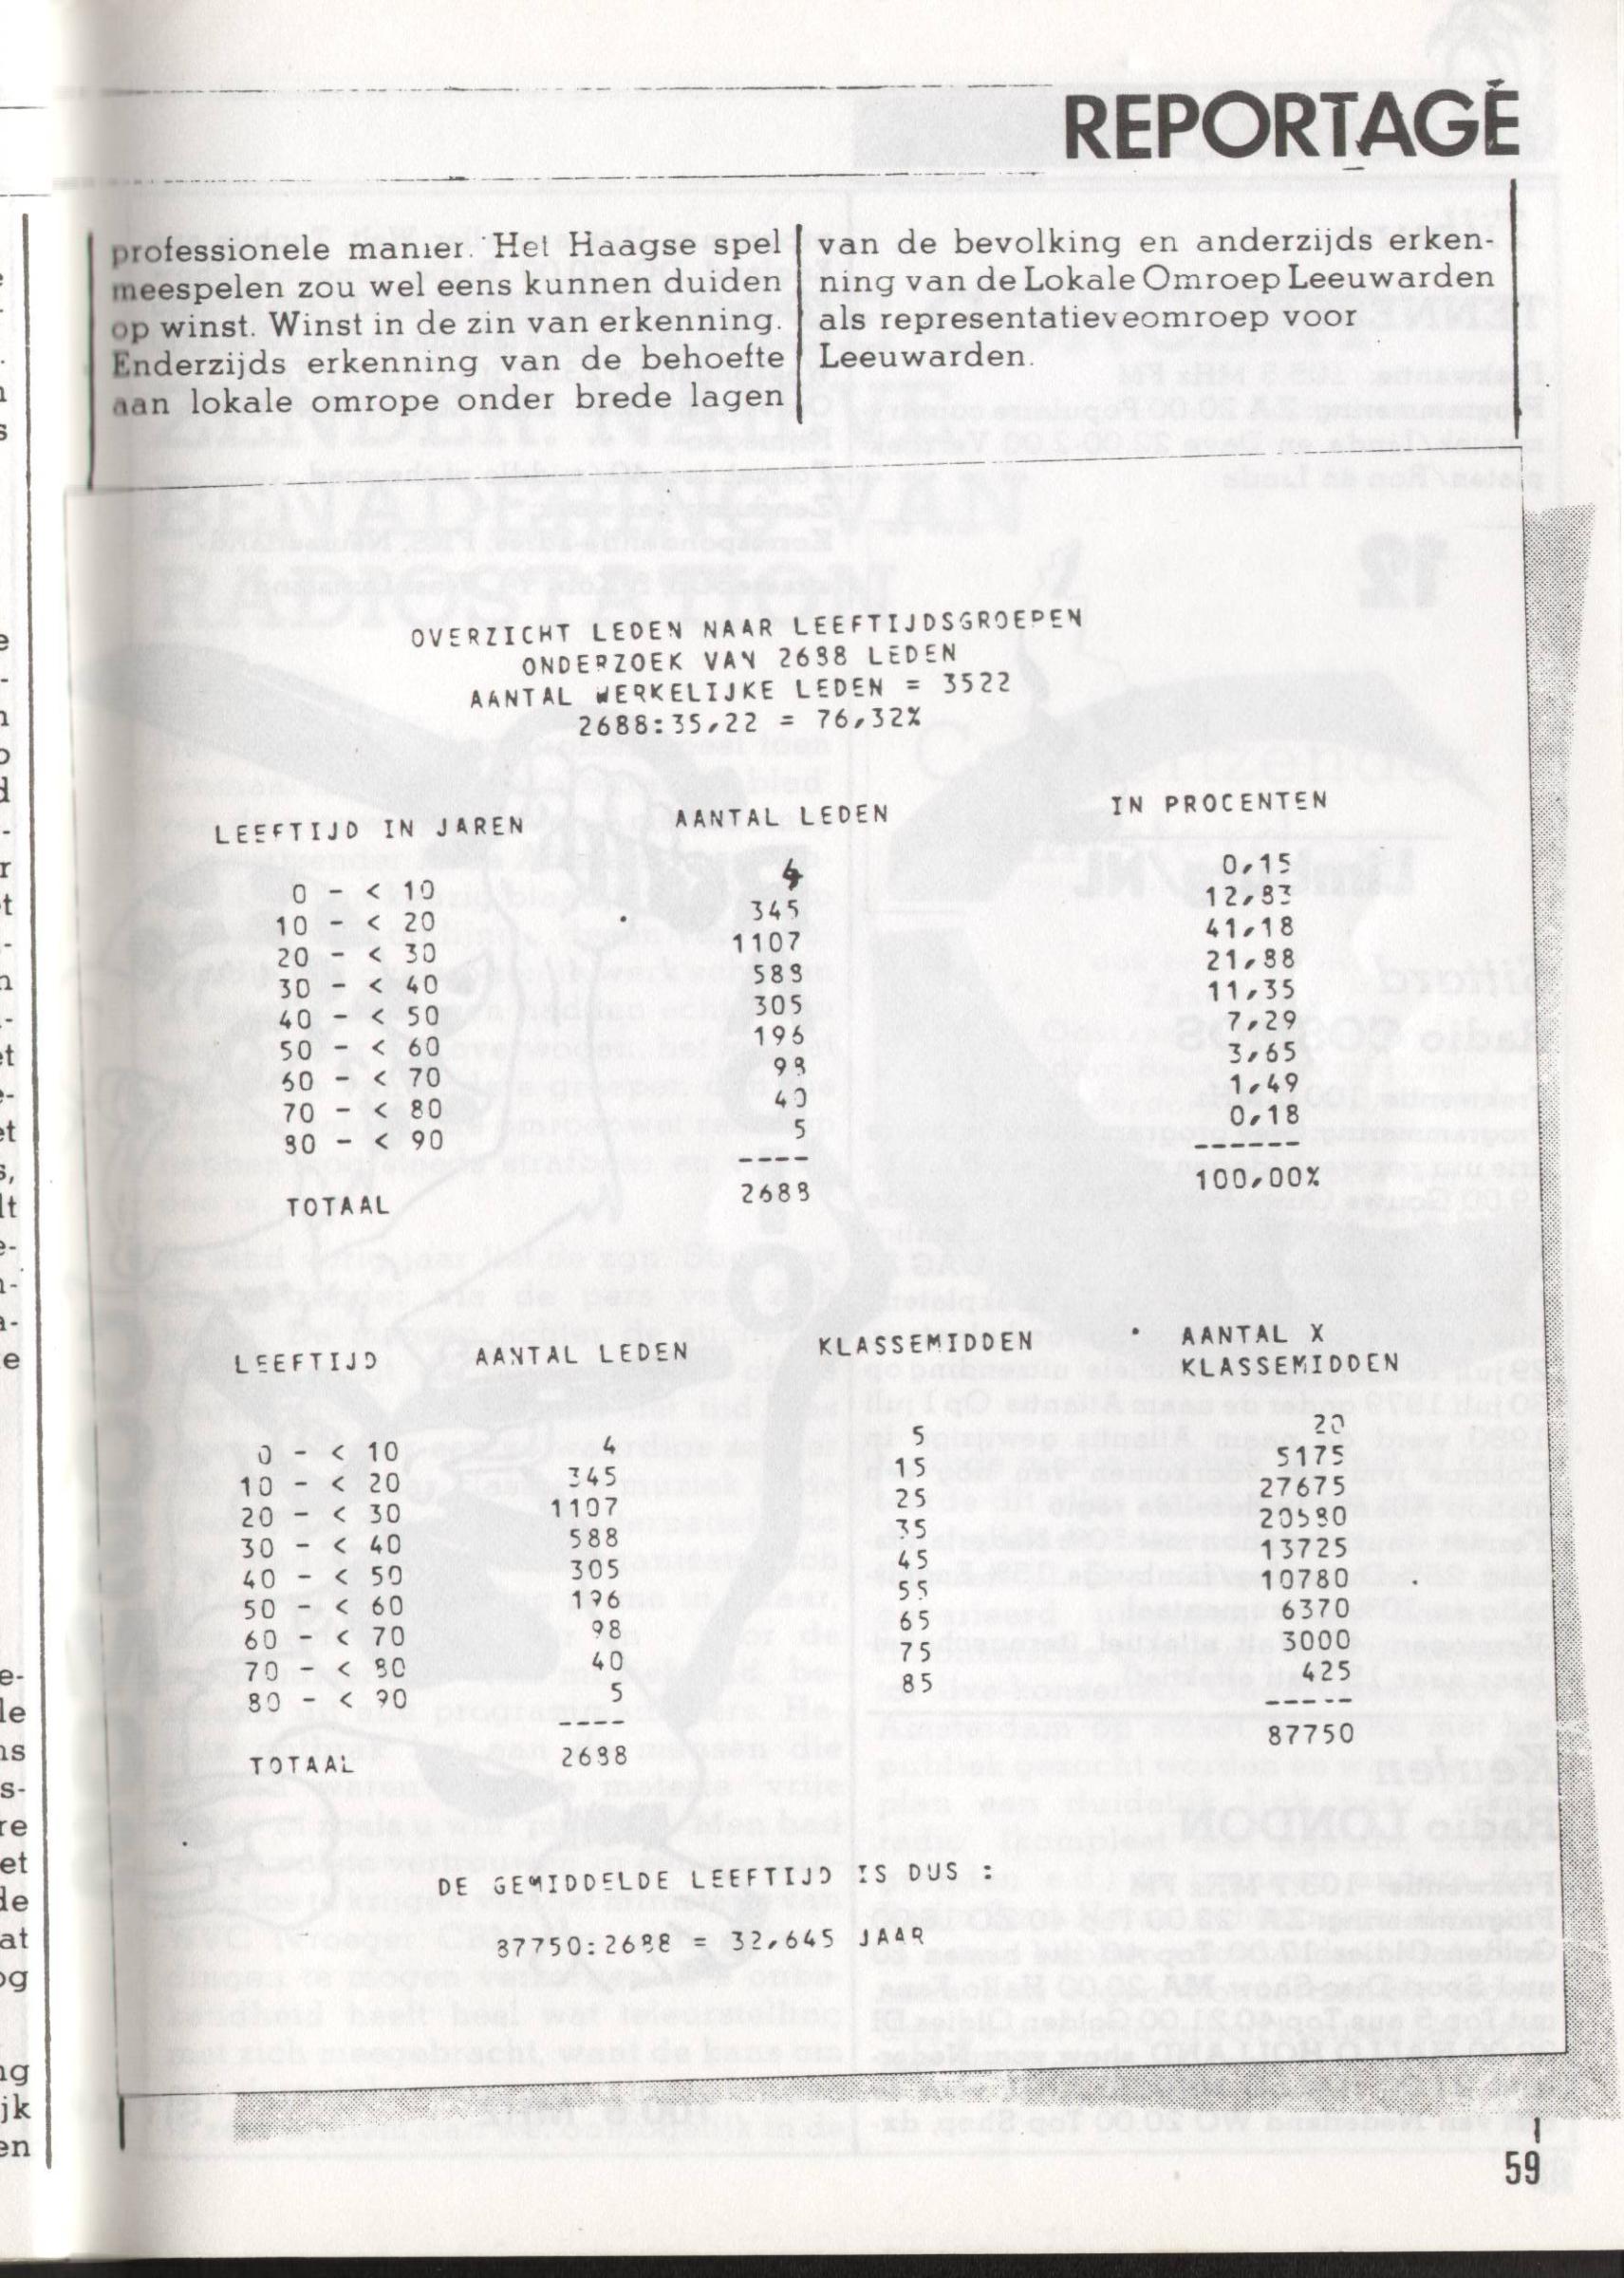 REPORTAGE
professionele manier. Het Haagse spel
meespelen zou wel eens kunnen duiden
op winst. Winst in de zin van erkenning.
Enderzijds erkenning van de behoefte
aan lokale omrope onder brede lagen
van de bevolking en anderzijds erken-
ning van de Lokale Omroep Leeuwarden
als representatieveomroep voor
Leeuwarden.
OVERZICHT LEDEN NAAR LEEFTIJDSGROEPEN
ONDERZOEK VAN 2688 LEDEN
AANTAL WERKELIJKE LEDEN = 3522
2688:35,22 = 76,32%
LEEFTIJD IN JAREN AANTAL LEDEN IN PROCENTEN
0 - < 10 4 0,15
10 - < 20 345 12,83
20 - < 30 1107 41,18
30 - < 40 588 21,88
40 - < 50 305 11,35
50 - < 60 196 7,29
60 - < 70 98 3,65
70 - < 80 40 1,49
80 - < 90 5 0,18
---- ------
TOTAAL 2688 100,00%
LEEFTIJD AANTAL LEDEN KLASSEMIDDEN AANTAL X
KLASSEMIDDEN
0 - < 10 4 5 20
10 - < 20 345 15 5175
20 - < 30 1107 25 27675
30 - < 40 588 35 20580
40 - < 50 305 45 13725
50 - < 60 196 55 10780
60 - < 70 98 65 6370
70 - < 80 40 75 3000
80 - < 90 5 85 425
---- -----
TOTAAL 2688 87750
DE GEMIDDELDE LEEFTIJD IS DUS :
87750:2688 = 32,645 JAAR
59